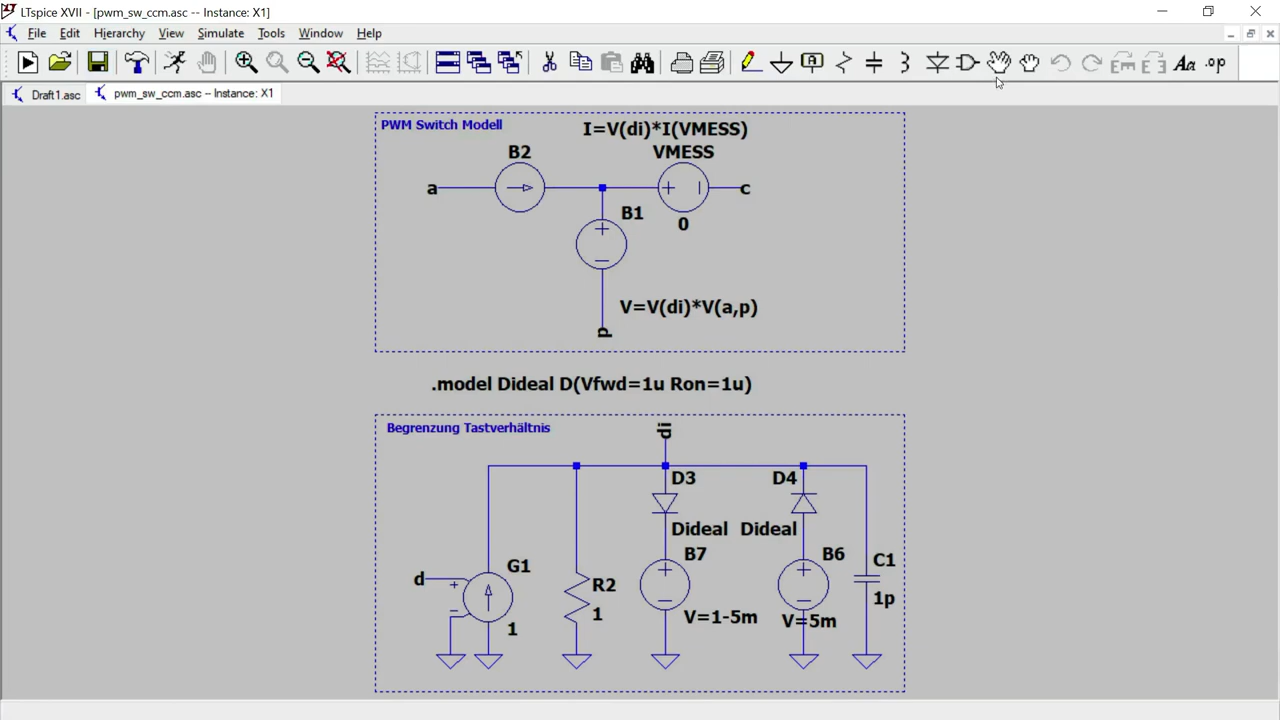 LTspice XVII - [pwm_sw_ccm.asc -- Instance: X1]
File Edit Hierarchy View Simulate Tools Window Help
Aa .op
Draft1.asc pwm_sw_ccm.asc -- Instance: X1
PWM Switch Modell
I=V(di)*I(VMESS)
B2 VMESS
a c
B1
0
V=V(di)*V(a,p)
p
.model Dideal D(Vfwd=1u Ron=1u)
Begrenzung Tastverhältnis
di
D3 D4
Dideal Dideal
B7 B6 C1
G1
d
R2
1p
1
V=1-5m V=5m
1